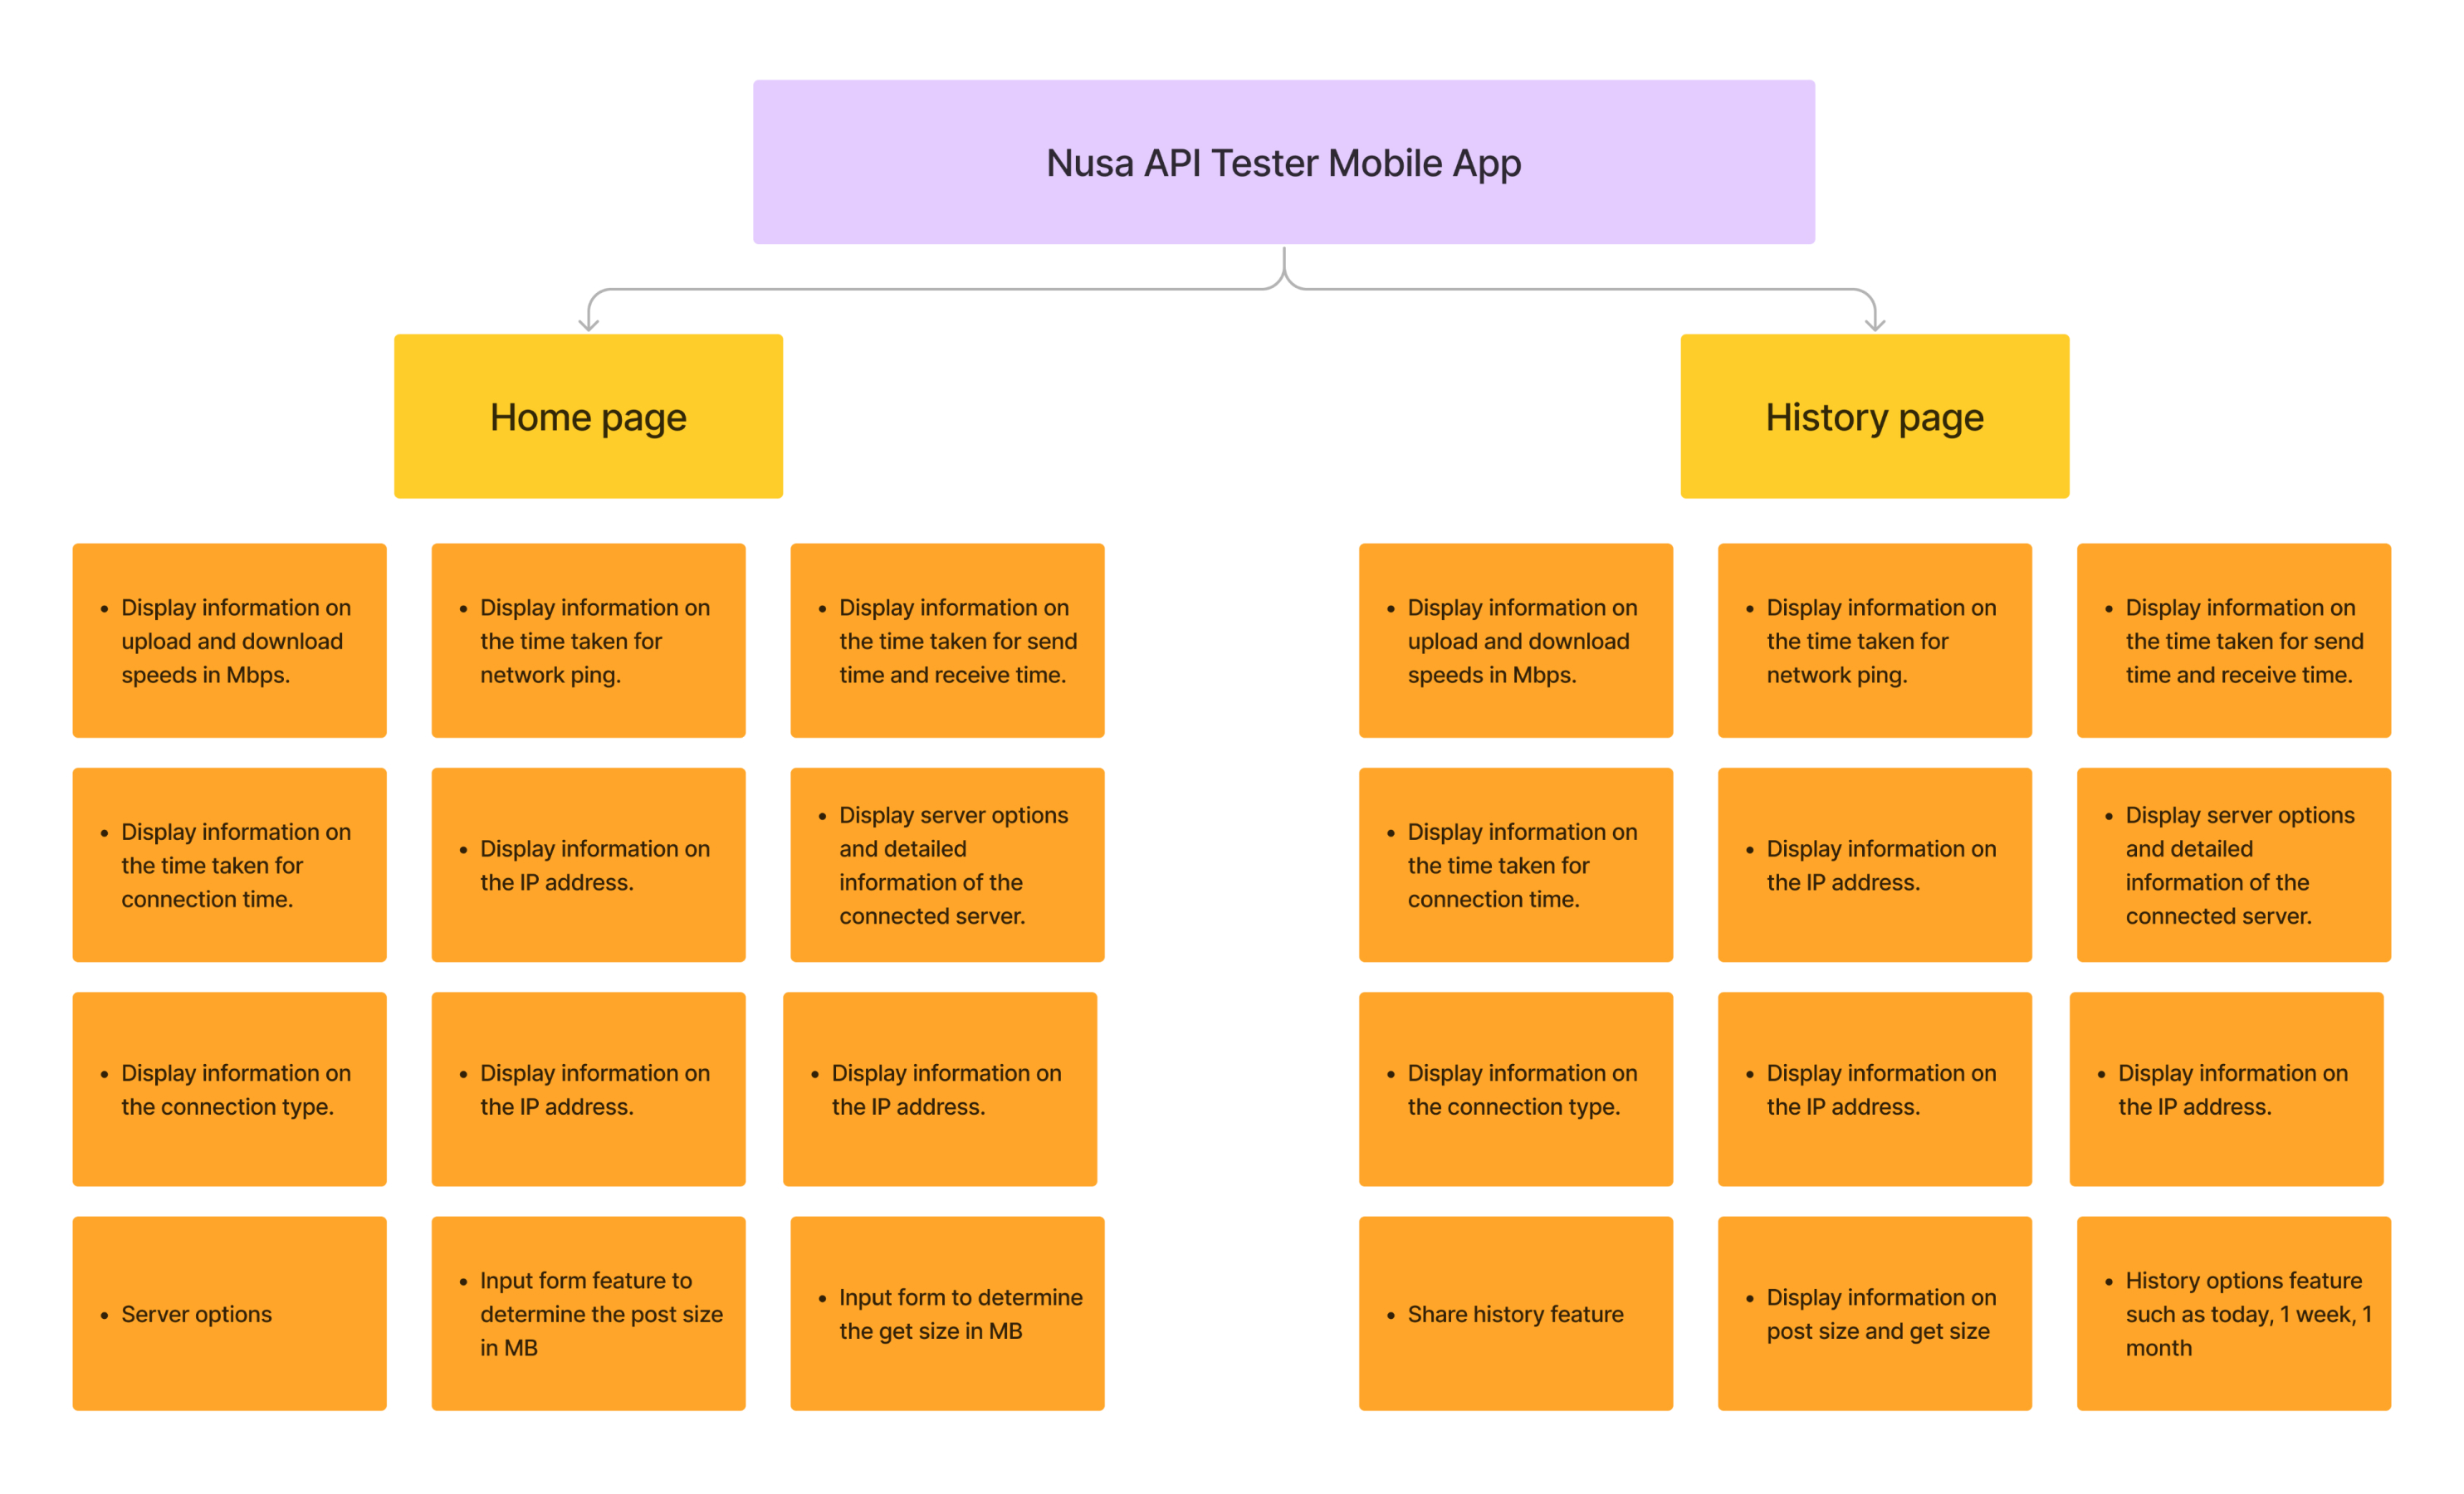 Nusa API Tester Mobile App
Home page
• Display information on
upload and download
speeds in Mbps.
• Display information on
the time taken for
network ping.
• Display information on
the time taken for send
time and receive time.
• Display information on
the time taken for
connection time.
• Display information on
the IP address.
• Display server options
and detailed
information of the
connected server.
• Display information on
the connection type.
• Display information on
the IP address.
• Display information on
the IP address.
• Server options
• Input form feature to
determine the post size
in MB
• Input form to determine
the get size in MB
History page
• Display information on
upload and download
speeds in Mbps.
• Display information on
the time taken for
network ping.
• Display information on
the time taken for send
time and receive time.
• Display information on
the time taken for
connection time.
• Display information on
the IP address.
• Display server options
and detailed
information of the
connected server.
• Display information on
the connection type.
• Display information on
the IP address.
• Display information on
the IP address.
• Share history feature
• Display information on
post size and get size
• History options feature
such as today, 1 week, 1
month